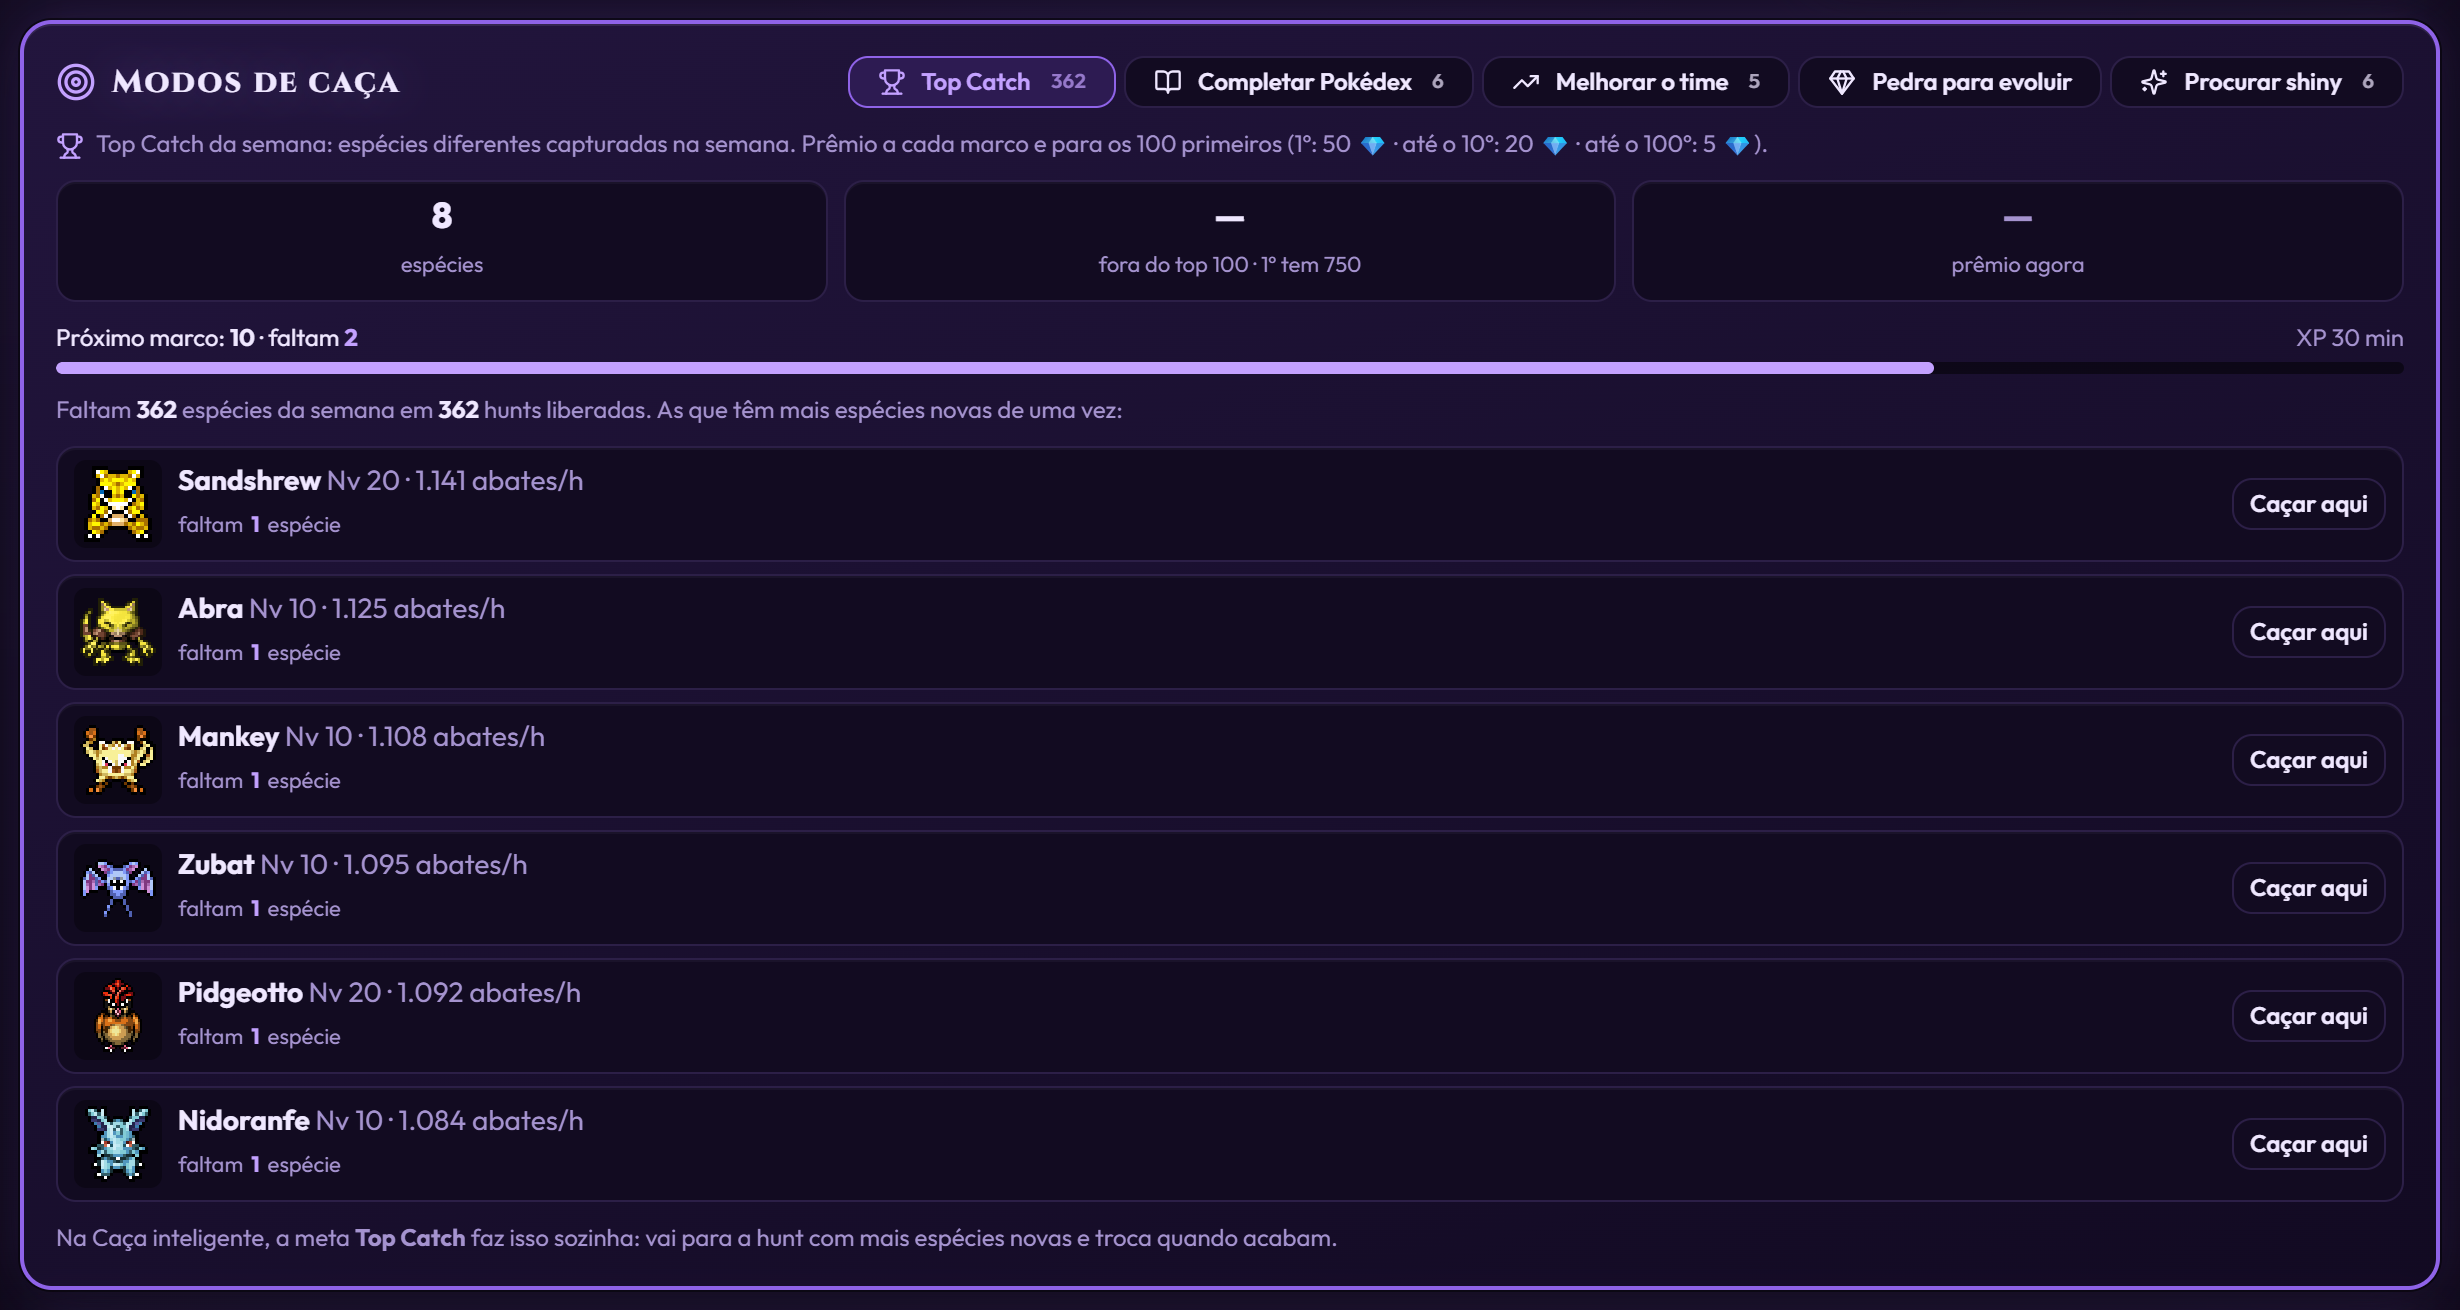 MODOS DE CAÇA
Top Catch 362
Completar Pokédex 6
Melhorar o time 5
Pedra para evoluir
Procurar shiny 6
Top Catch da semana: espécies diferentes capturadas na semana. Prêmio a cada marco e para os 100 primeiros (1º: 50 💎 · até o 10º: 20 💎 · até o 100º: 5 💎).
8
espécies
—
fora do top 100 · 1º tem 750
—
prêmio agora
Próximo marco: 10 · faltam 2
XP 30 min
Faltam 362 espécies da semana em 362 hunts liberadas. As que têm mais espécies novas de uma vez:
Sandshrew Nv 20 · 1.141 abates/h
faltam 1 espécie
Caçar aqui
Abra Nv 10 · 1.125 abates/h
faltam 1 espécie
Caçar aqui
Mankey Nv 10 · 1.108 abates/h
faltam 1 espécie
Caçar aqui
Zubat Nv 10 · 1.095 abates/h
faltam 1 espécie
Caçar aqui
Pidgeotto Nv 20 · 1.092 abates/h
faltam 1 espécie
Caçar aqui
Nidoranfe Nv 10 · 1.084 abates/h
faltam 1 espécie
Caçar aqui
Na Caça inteligente, a meta Top Catch faz isso sozinha: vai para a hunt com mais espécies novas e troca quando acabam.